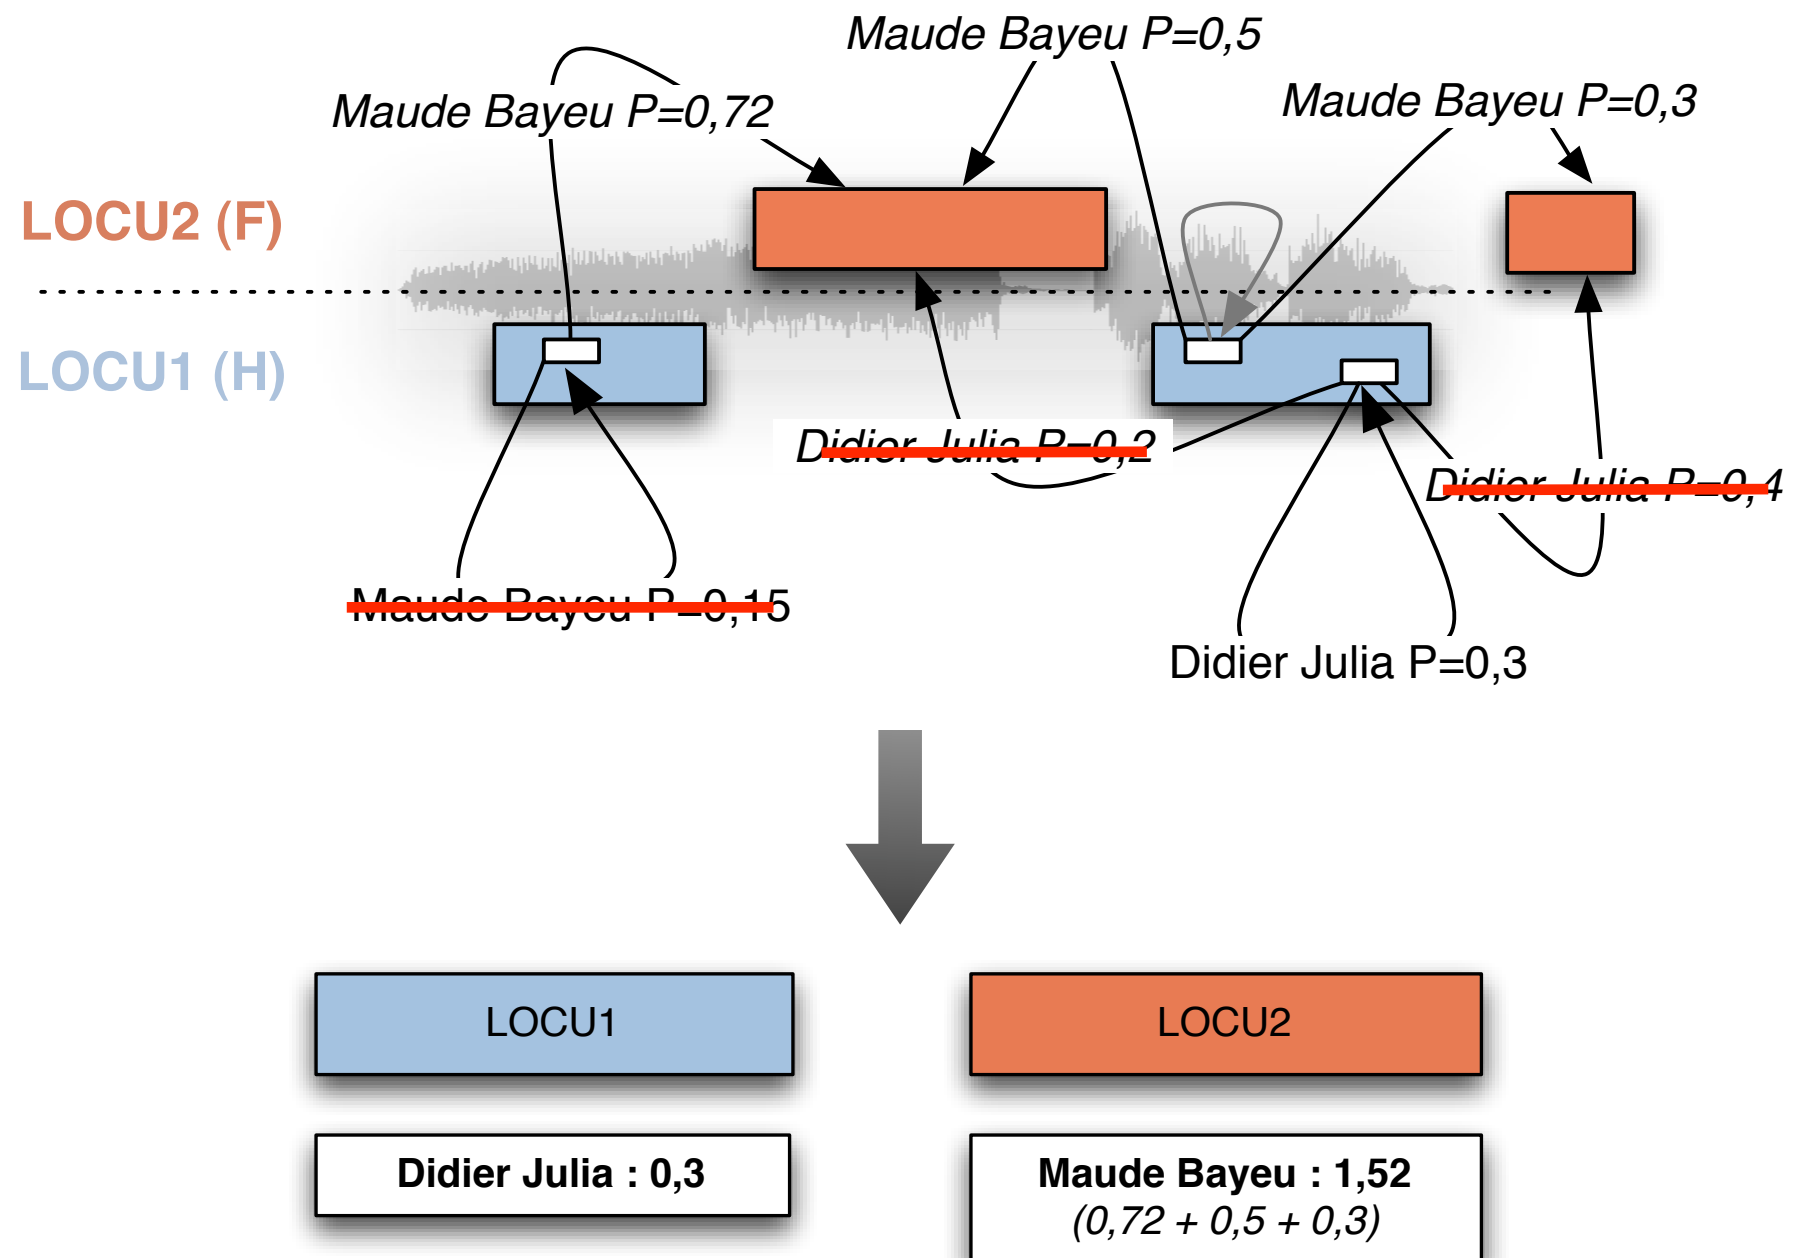 Maude Bayeu P=0,5
Maude Bayeu P=0,72
Maude Bayeu P=0,3
LOCU2 (F)
LOCU1 (H)
Didier Julia P=0,2
Didier Julia P=0,4
Maude Bayeu P=0,15
Didier Julia P=0,3
LOCU1
LOCU2
Didier Julia : 0,3
Maude Bayeu : 1,52
(0,72 + 0,5 + 0,3)